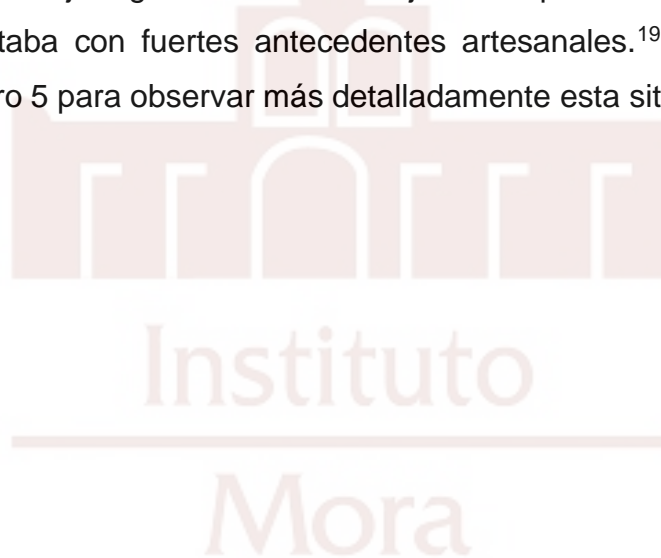 taba con fuertes antecedentes artesanales.19
ro 5 para observar más detalladamente esta sit
Instituto
Mora